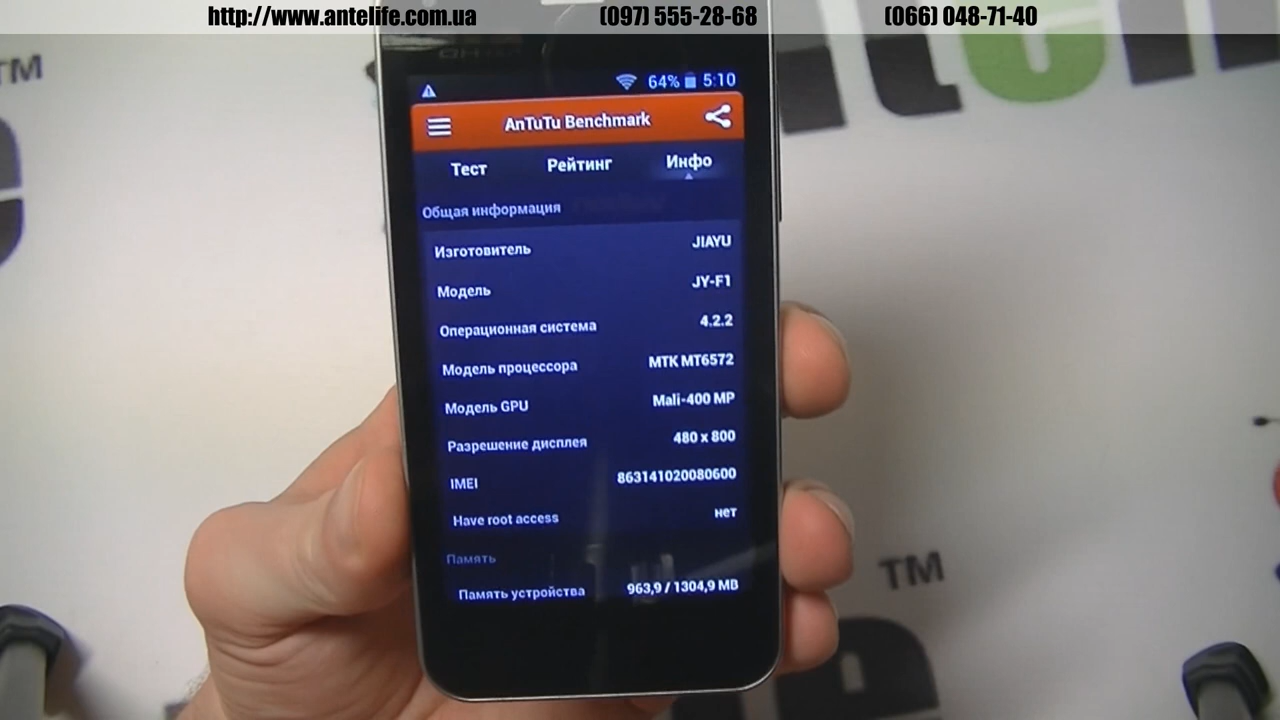 http://www.antelife.com.ua (097) 555-28-68 (066) 048-71-40
TM
64% 5:10
AnTuTu Benchmark
Тест Рейтинг Инфо
Общая информация
Изготовитель JIAYU
Модель JY-F1
Операционная система 4.2.2
Модель процессора MTK MT6572
Модель GPU Mali-400 MP
Разрешение дисплея 480 x 800
IMEI 863141020080600
Have root access нет
Память
Память устройства 963,9 / 1304,9 MB
TM